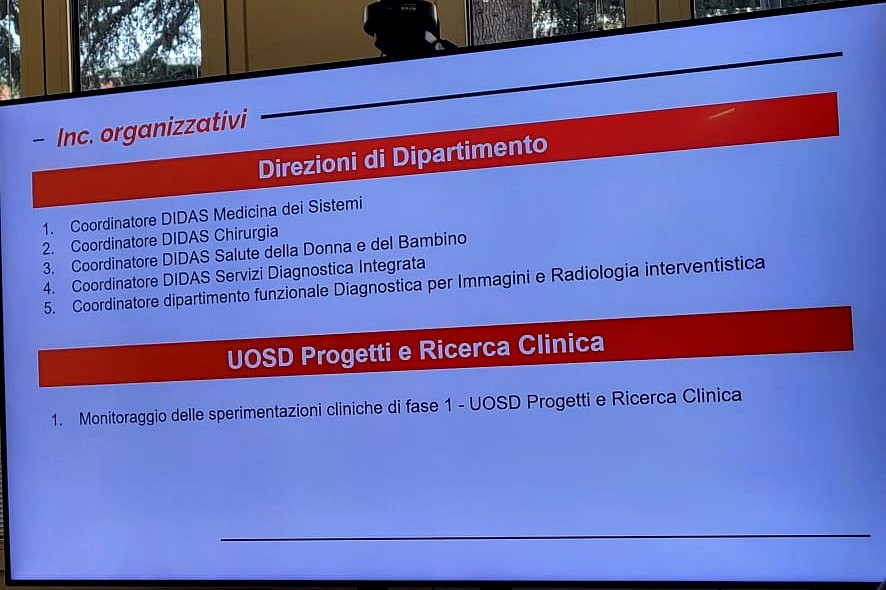 – Inc. organizzativi
Direzioni di Dipartimento
1. Coordinatore DIDAS Medicina dei Sistemi
2. Coordinatore DIDAS Chirurgia
3. Coordinatore DIDAS Salute della Donna e del Bambino
4. Coordinatore DIDAS Servizi Diagnostica Integrata
5. Coordinatore dipartimento funzionale Diagnostica per Immagini e Radiologia interventistica
UOSD Progetti e Ricerca Clinica
1. Monitoraggio delle sperimentazioni cliniche di fase 1 - UOSD Progetti e Ricerca Clinica